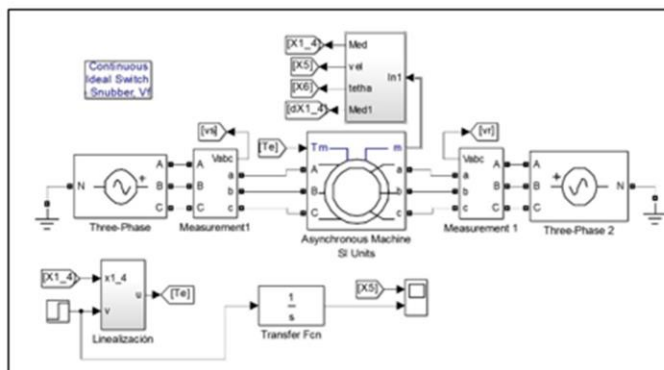 [X1_4]
Med
[X5]
vel
[X6]
tetha
[dX1_4]
Med1
In1
Continuous
Ideal Switch,
Snubber, Vf
[vs]
[Te]
Tm
m
[vr]
Vabc
Vabc
N
A
B
C
A
B
C
a
b
c
A
B
C
a
b
c
a
b
c
A
B
C
A
B
C
N
Three-Phase
Measurement1
Asynchronous Machine
SI Units
Measurement 1
Three-Phase 2
[X1_4]
x1_4
v
u
[Te]
Linealización
1
s
Transfer Fcn
[X5]